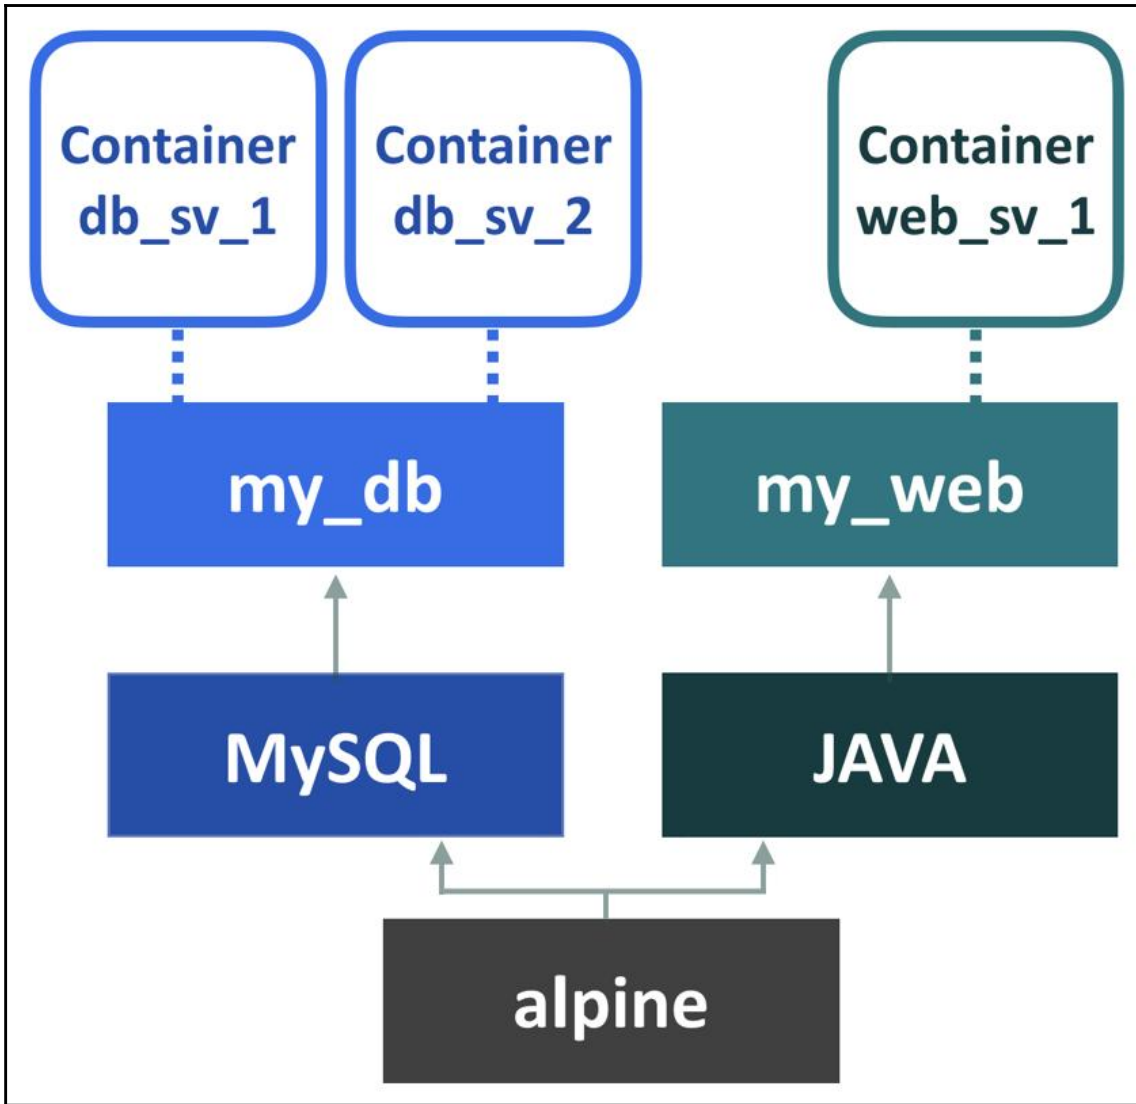 Container
db_sv_1
Container
db_sv_2
Container
web_sv_1
my_db
my_web
MySQL
JAVA
alpine